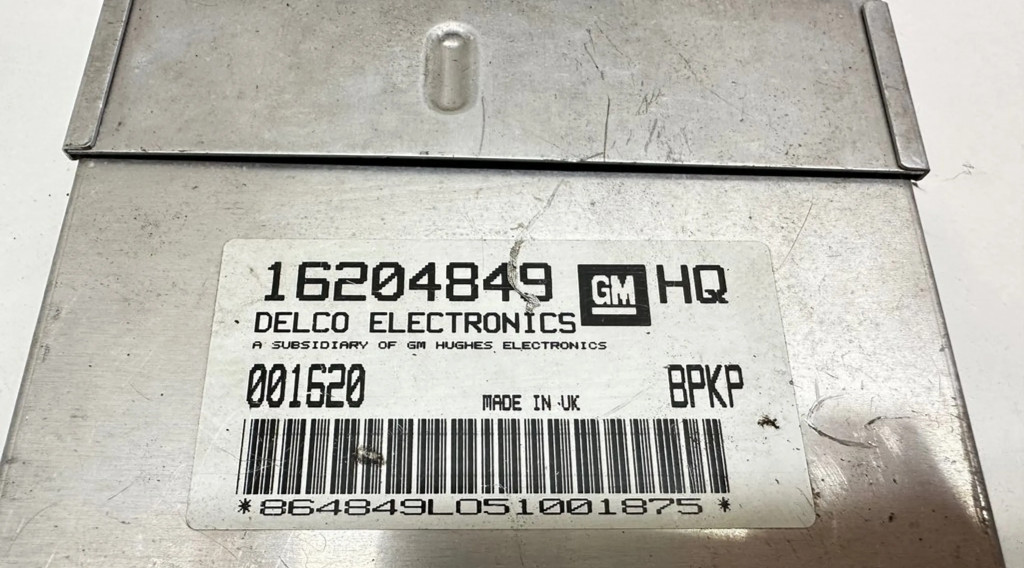 16204849 GM HQ
DELCO ELECTRONICS
A SUBSIDIARY OF GM HUGHES ELECTRONICS
001620 MADE IN UK BPKP
*864849L051001875*